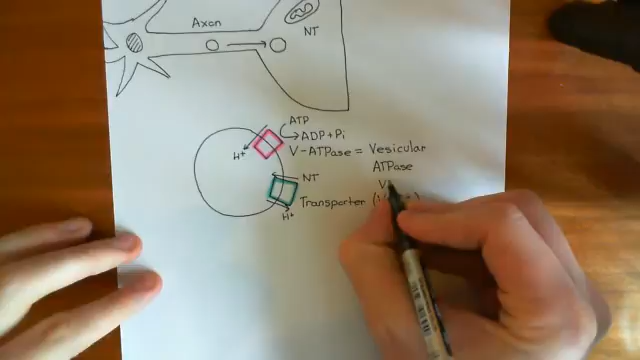 Axon
NT
ATP
ADP+Pi
H+
V-ATPase = Vesicular
ATPase
NT
Transporter
H+